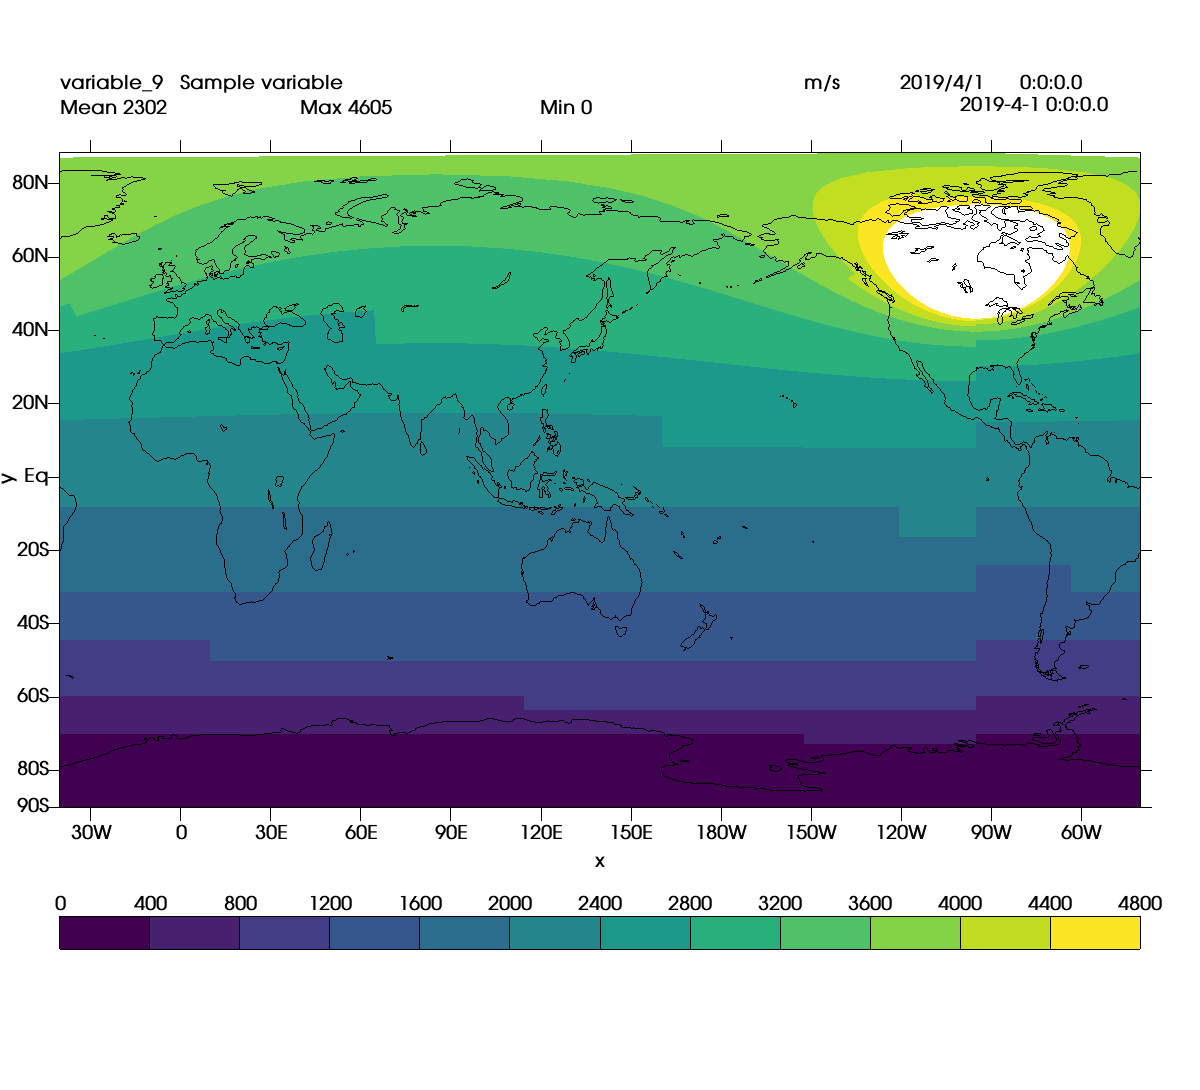 variable_9 Sample variable m/s 2019/4/1 0:0:0.0
Mean 2302 Max 4605 Min 0 2019-4-1 0:0:0.0
80N
60N
40N
20N
y Eq
20S
40S
60S
80S
90S
30W 0 30E 60E 90E 120E 150E 180W 150W 120W 90W 60W
x
0 400 800 1200 1600 2000 2400 2800 3200 3600 4000 4400 4800